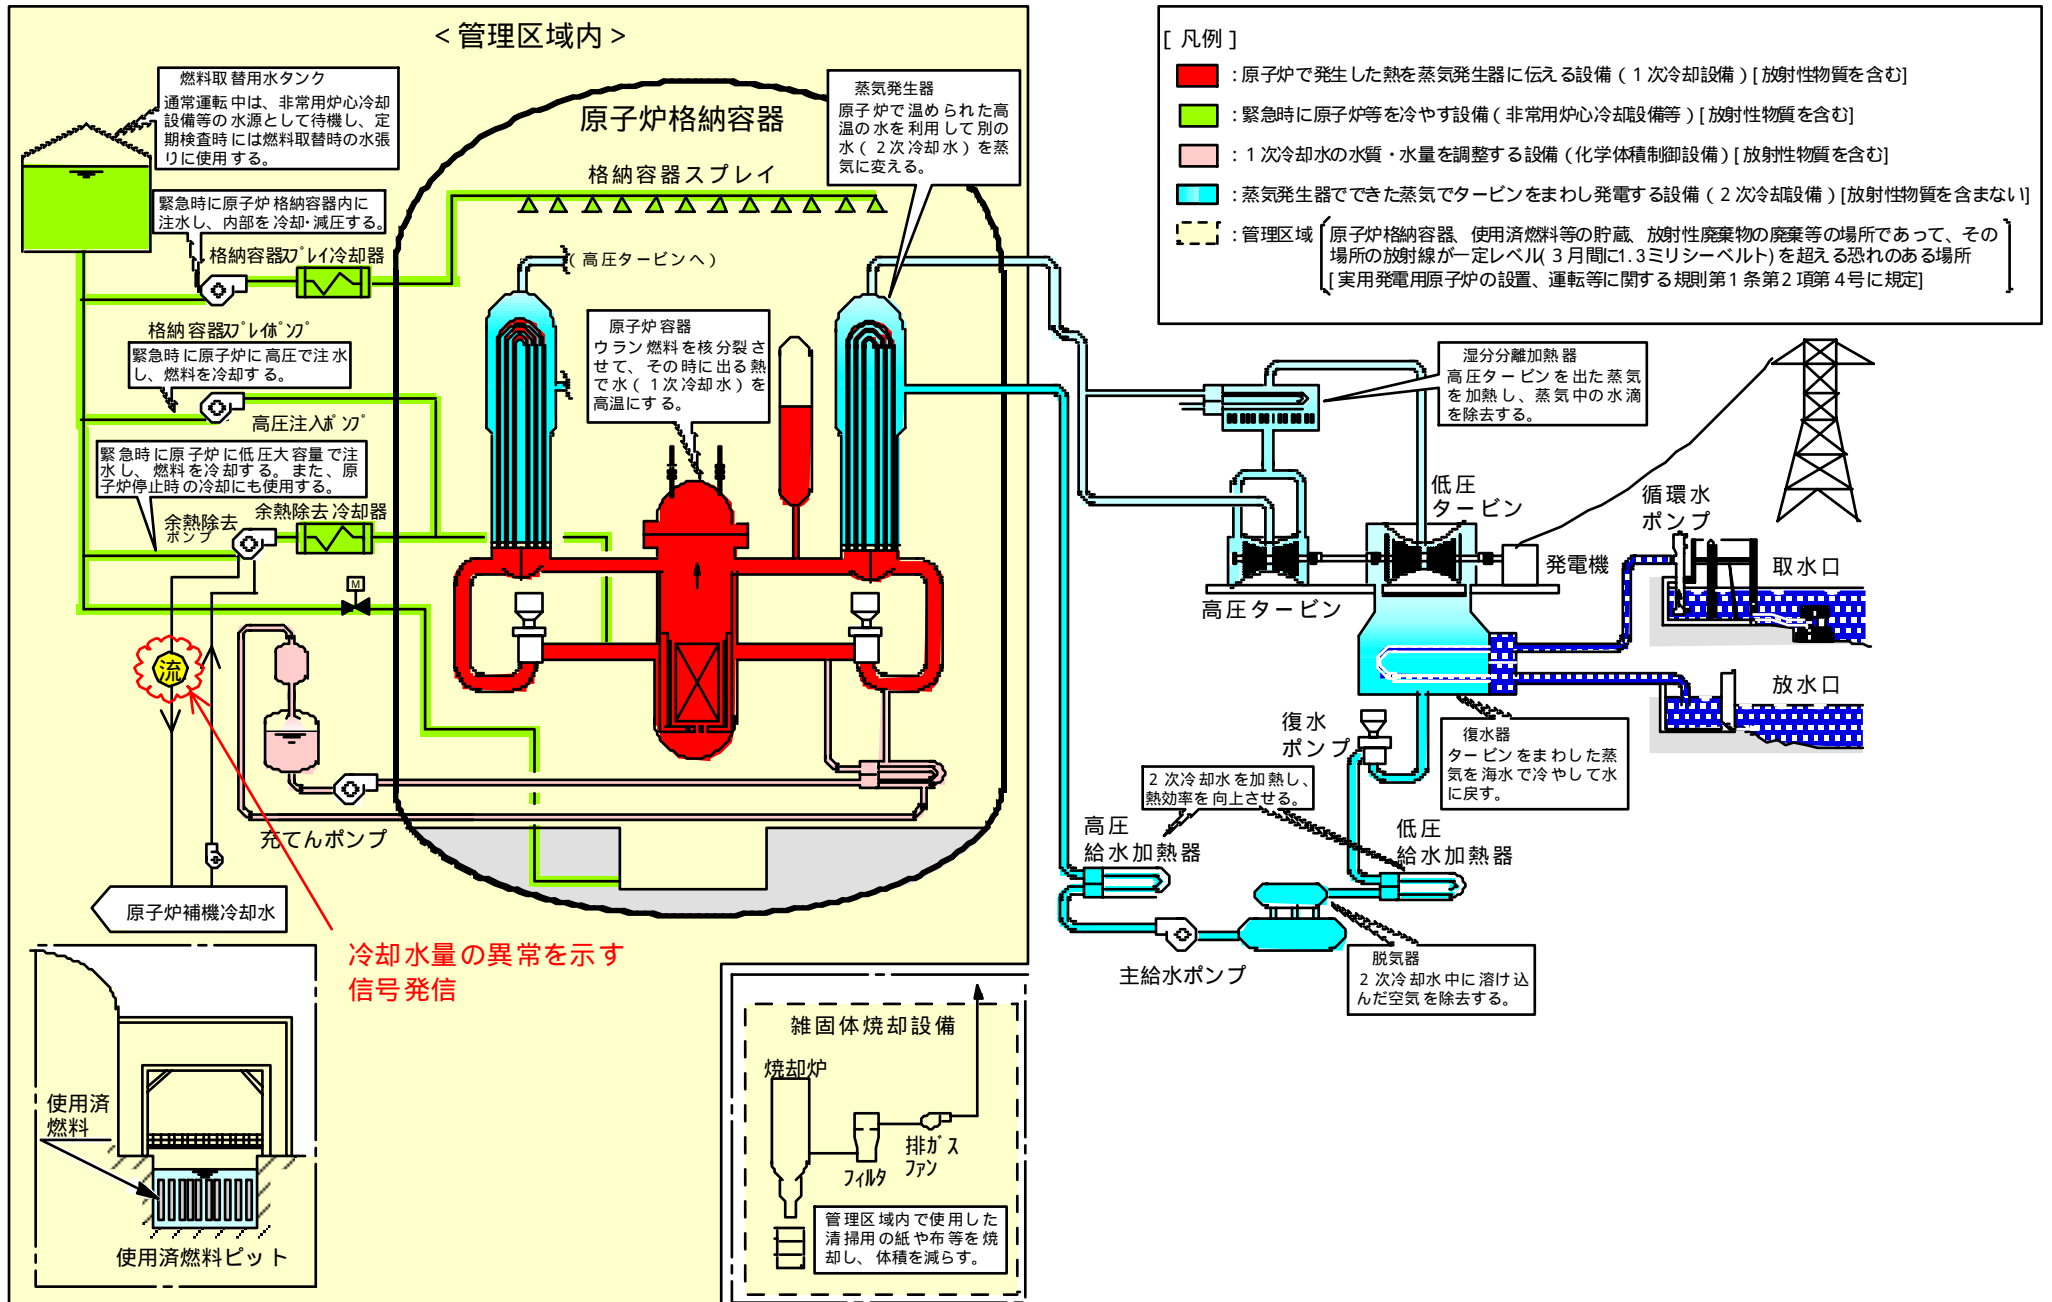 ＜管理区域内＞
燃料取替用水タンク
通常運転中は、非常用炉心冷却
設備等の水源として待機し、定
期検査時には燃料取替時の水張
りに使用する。
緊急時に原子炉格納容器内に
注水し、内部を冷却・減圧する。
格納容器ｽﾌﾟﾚｲ冷却器
格納容器ｽﾌﾟﾚｲﾎﾟﾝﾌﾟ
緊急時に原子炉に高圧で注水
し、燃料を冷却する。
高圧注入ﾎﾟﾝﾌﾟ
緊急時に原子炉に低圧大容量で注
水し、燃料を冷却する。また、原
子炉停止時の冷却にも使用する。
余熱除去
ポンプ
余熱除去冷却器
M
流
充てんポンプ
原子炉補機冷却水
冷却水量の異常を示す
信号発信
使用済
燃料
使用済燃料ピット
原子炉格納容器
格納容器スプレイ
(高圧タービンへ)
蒸気発生器
原子炉で温められた高
温の水を利用して別の
水(2次冷却水)を蒸
気に変える。
原子炉容器
ウラン燃料を核分裂さ
せて、その時に出る熱
で水(1次冷却水)を
高温にする。
雑固体焼却設備
焼却炉
フィルタ
排ｶﾞｽ
ﾌｧﾝ
管理区域内で使用した
清掃用の紙や布等を焼
却し、体積を減らす。
[凡例]
:原子炉で発生した熱を蒸気発生器に伝える設備(1次冷却設備)[放射性物質を含む]
:緊急時に原子炉等を冷やす設備(非常用炉心冷却設備等)[放射性物質を含む]
:1次冷却水の水質・水量を調整する設備(化学体積制御設備)[放射性物質を含む]
:蒸気発生器でできた蒸気でタービンをまわし発電する設備(2次冷却設備)[放射性物質を含まない]
:管理区域 原子炉格納容器、使用済燃料等の貯蔵、放射性廃棄物の廃棄等の場所であって、その
場所の放射線が一定レベル(3月間に1.3ミリシーベルト)を超える恐れのある場所
[実用発電用原子炉の設置、運転等に関する規則第1条第2項第4号に規定]
湿分分離加熱器
高圧タービンを出た蒸気
を加熱し、蒸気中の水滴
を除去する。
低圧
タービン
高圧タービン
発電機
循環水
ポンプ
取水口
放水口
復水
ポンプ
復水器
タービンをまわした蒸
気を海水で冷やして水
に戻す。
2次冷却水を加熱し、
熱効率を向上させる。
高圧
給水加熱器
低圧
給水加熱器
主給水ポンプ
脱気器
2次冷却水中に溶け込
んだ空気を除去する。